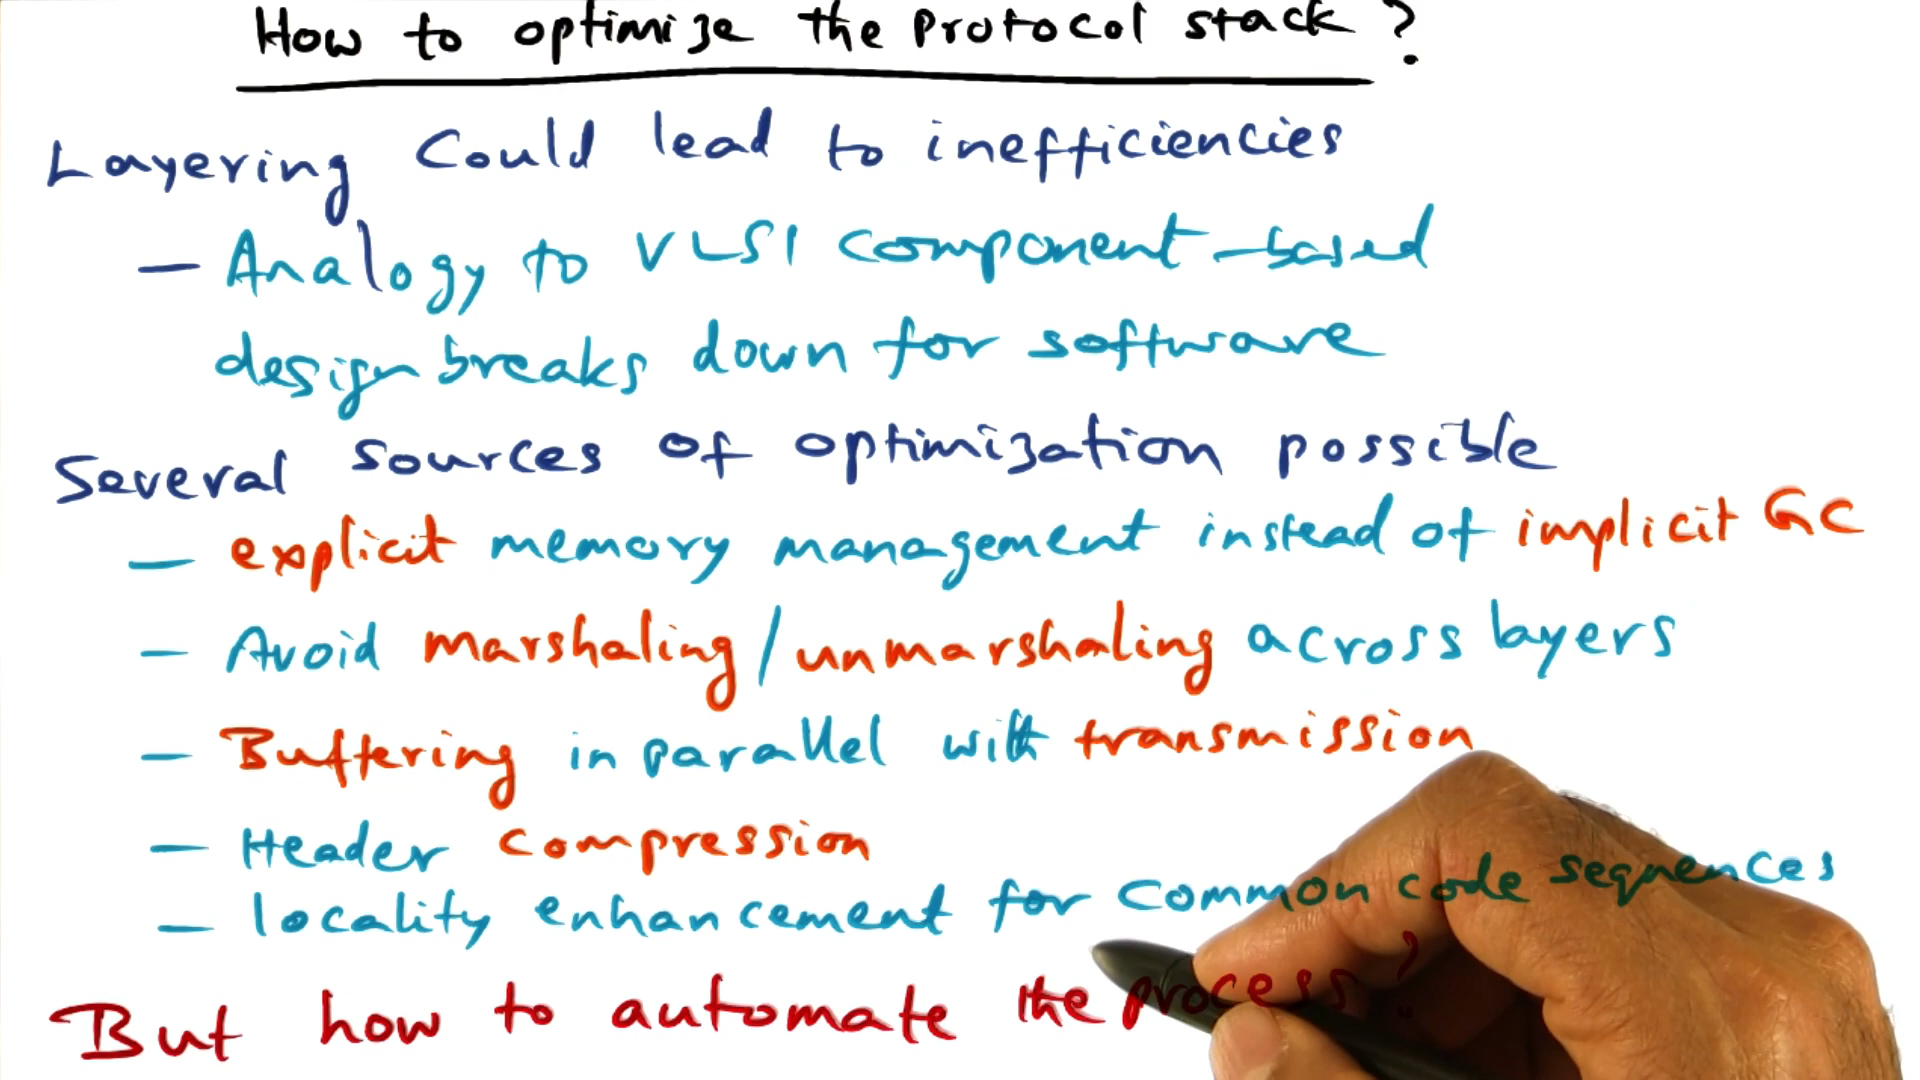 How to optimize the protocol stack?
Layering Could lead to inefficiencies
- Analogy to VLSI component-based
design breaks down for software
Several sources of optimization possible
- explicit memory management instead of implicit GC
- Avoid marshaling/unmarshaling across layers
- Buffering in parallel with transmission
- Header compression
- locality enhancement for common code sequences
But how to automate the process?